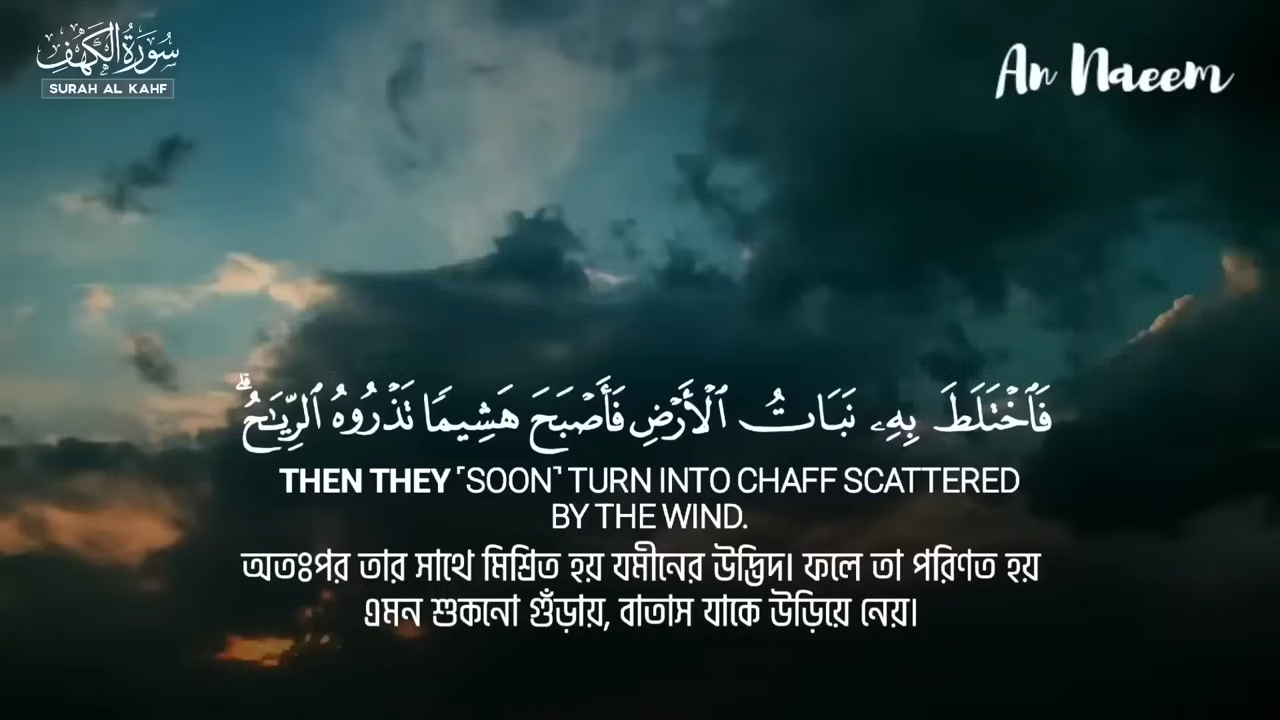 سُورَةُ الكَهْفِ
SURAH AL KAHF
An Naeem
فَٱخْتَلَطَ بِهِۦ نَبَاتُ ٱلْأَرْضِ فَأَصْبَحَ هَشِيمًا تَذْرُوهُ ٱلرِّيَـٰحُ ۗ
THEN THEY ˹SOON˺ TURN INTO CHAFF SCATTERED
BY THE WIND.
অতঃপর তার সাথে মিশ্রিত হয় যমীনের উদ্ভিদ। ফলে তা পরিণত হয়
এমন শুকনো গুঁড়ায়, বাতাস যাকে উড়িয়ে নেয়।